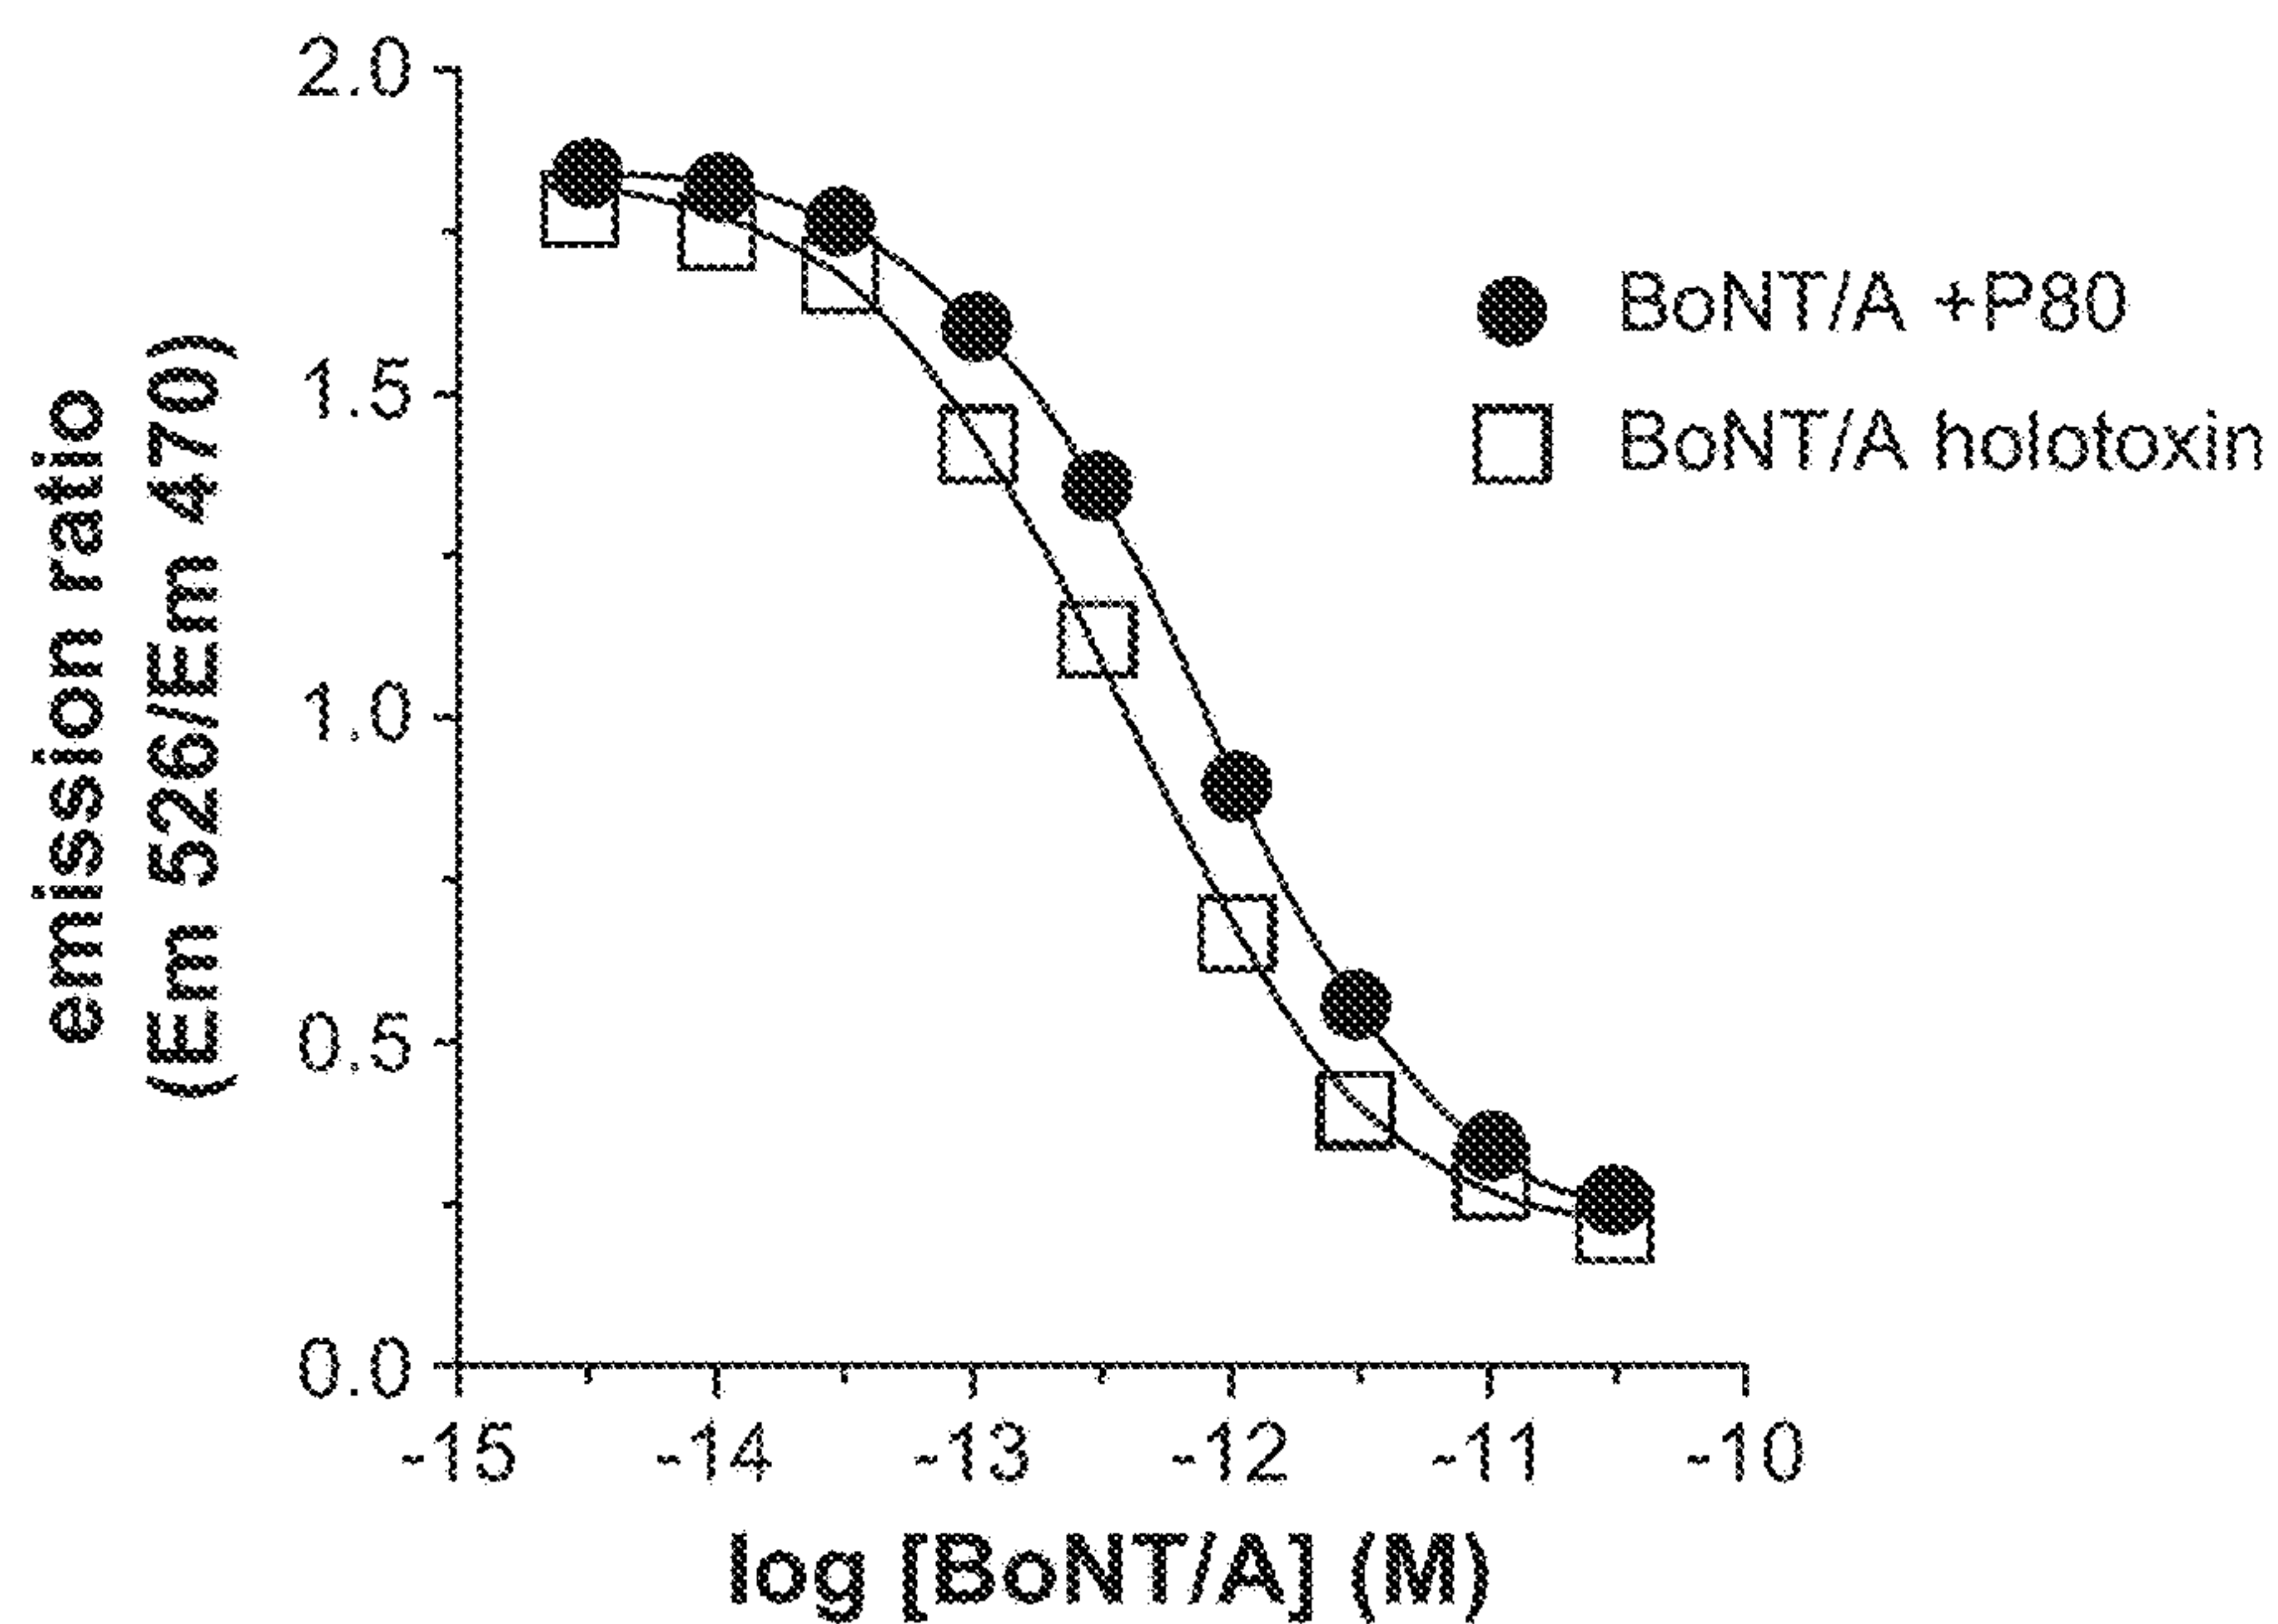 emission ratio
(Em 526/Em 470)
2.0
1.5
1.0
0.5
0.0
-15 -14 -13 -12 -11 -10
log [BoNT/A] (M)
BoNT/A +P80
BoNT/A holotoxin